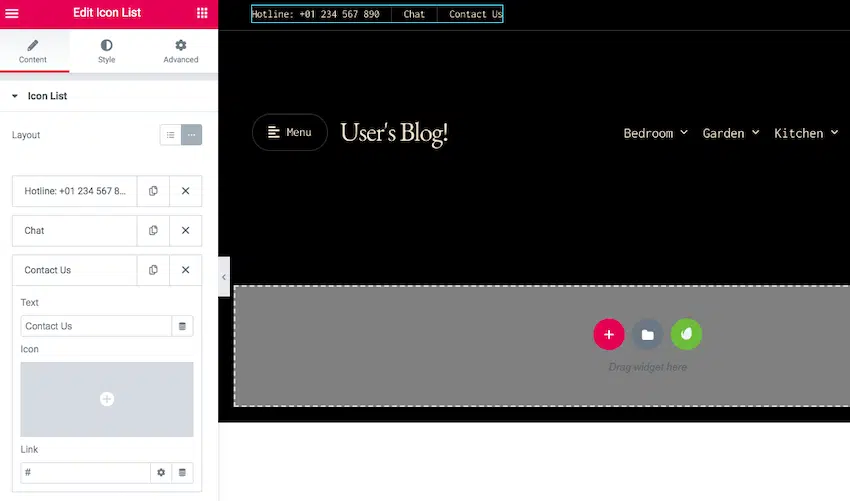 Edit Icon List
Content
Style
Advanced
Icon List
Layout
Hotline: +01 234 567 8...
Chat
Contact Us
Text
Contact Us
Icon
Link
#
Hotline: +01 234 567 890
Chat
Contact Us
Menu
User's Blog!
Bedroom
Garden
Kitchen
Drag widget here